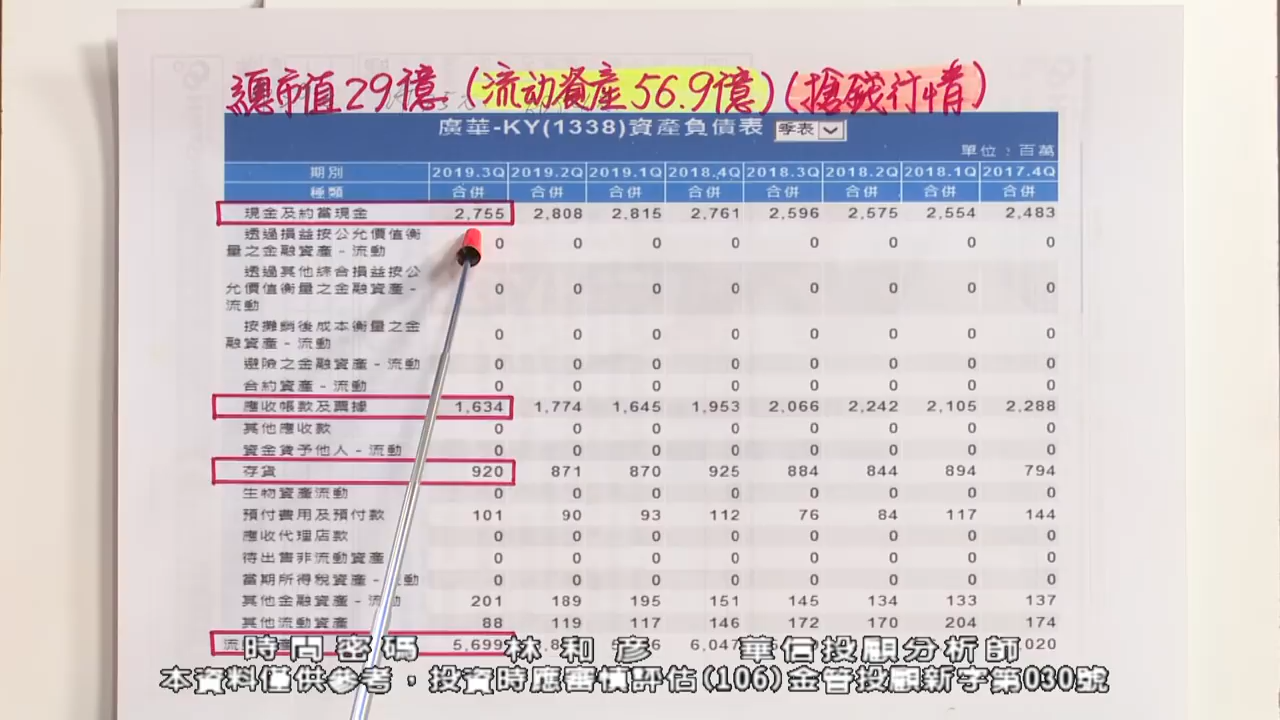 總市值29億 (流动資産56.9億) (搶錢行情)
廣華-KY(1338)資產負債表 季表
單位：百萬
期別 2019.3Q 2019.2Q 2019.1Q 2018.4Q 2018.3Q 2018.2Q 2018.1Q 2017.4Q
種類 合併 合併 合併 合併 合併 合併 合併 合併
現金及約當現金 2,755 2,808 2,815 2,761 2,596 2,575 2,554 2,483
透過損益按公允價值衡
量之金融資產-流動 0 0 0 0 0 0 0 0
透過其他綜合損益按公
允價值衡量之金融資產-
流動 0 0 0 0 0 0 0 0
按攤銷後成本衡量之金
融資產-流動 0 0 0 0 0 0 0 0
避險之金融資產-流動 0 0 0 0 0 0 0 0
合約資產-流動 0 0 0 0 0 0 0 0
應收帳款及票據 1,634 1,774 1,645 1,953 2,066 2,242 2,105 2,288
其他應收款 0 0 0 0 0 0 0 0
資金貸予他人-流動 0 0 0 0 0 0 0 0
存貨 920 871 870 925 884 844 894 794
生物資產流動 0 0 0 0 0 0 0 0
預付費用及預付款 101 90 93 112 76 84 117 144
應收代理店款 0 0 0 0 0 0 0 0
待出售非流動資產 0 0 0 0 0 0 0 0
當期所得稅資產-動 0 0 0 0 0 0 0 0
其他金融資產-流動 201 189 195 151 145 134 133 137
其他流動資產 88 119 117 146 172 170 204 174
流 5,699 6,047 020
時間密碼 林和彥 華信投顧分析師
本資料僅供參考，投資時應審慎評估(106)金管投顧新字第030號